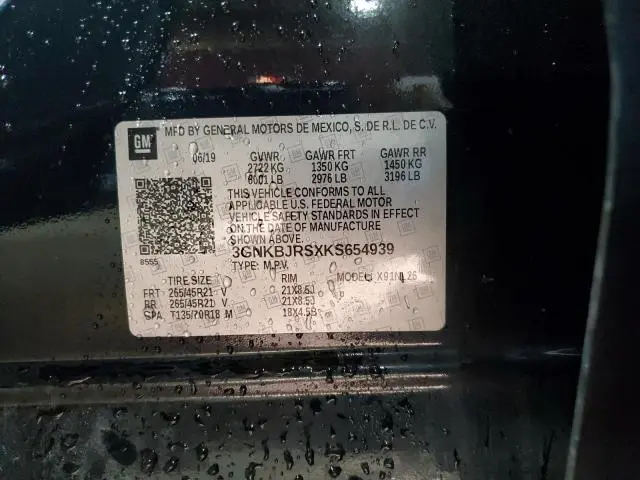 GM
MFD BY GENERAL MOTORS DE MEXICO, S. DE R.L. DE C.V.
06/19 GVWR GAWR FRT GAWR RR
2722 KG 1350 KG 1450 KG
6001 LB 2976 LB 3196 LB
THIS VEHICLE CONFORMS TO ALL
APPLICABLE U.S. FEDERAL MOTOR
VEHICLE SAFETY STANDARDS IN EFFECT
ON THE DATE OF MANUFACTURE
SHOWN ABOVE.
3GNKBJRSXKS654939
8555 TYPE: M.P.V.
TIRE SIZE RIM MODEL: X91NL26
FRT 265/45R21 V 21X8.5J
RR 265/45R21 V 21X8.5J
SPA T135/70R18 M 18X4.5B